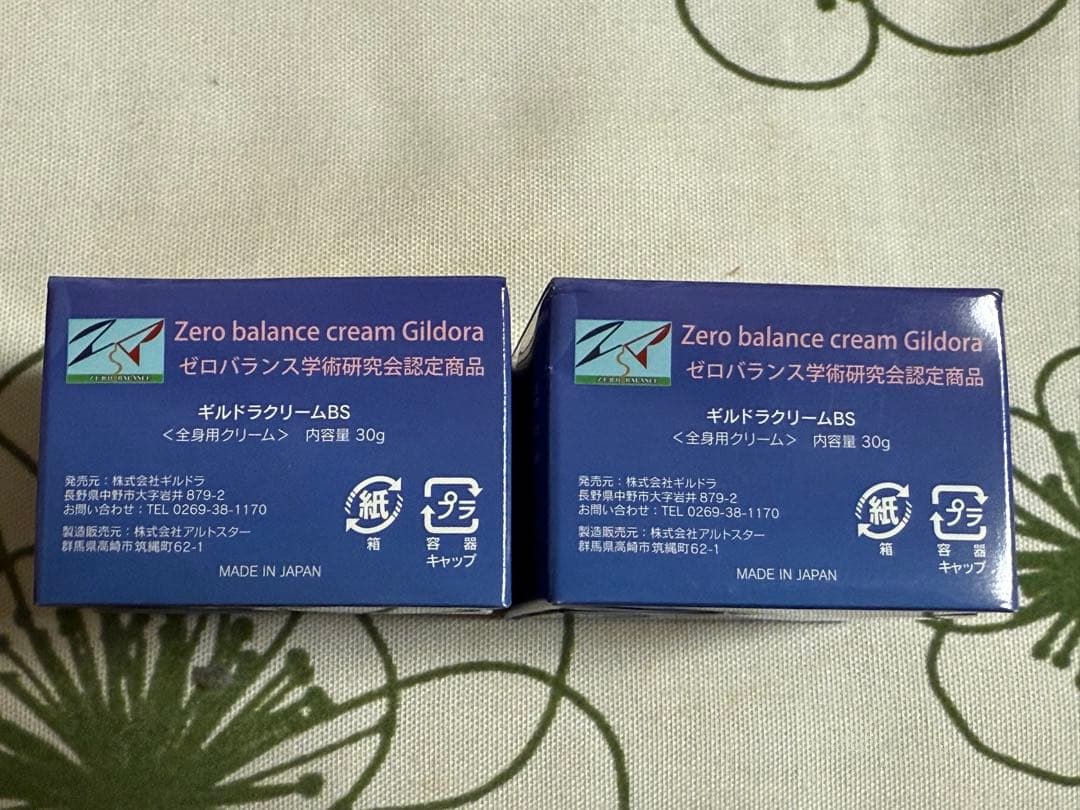 ZERO BALANCE
Zero balance cream Gildora
ゼロバランス学術研究会認定商品
ギルドラクリームBS
＜全身用クリーム＞ 内容量 30g
発売元：株式会社ギルドラ
長野県中野市大字岩井 879-2
お問い合わせ：TEL 0269-38-1170
製造販売元：株式会社アルトスター
群馬県高崎市筑縄町62-1
紙
箱
プラ
容 器
キャップ
MADE IN JAPAN
ZERO BALANCE
Zero balance cream Gildora
ゼロバランス学術研究会認定商品
ギルドラクリームBS
＜全身用クリーム＞ 内容量 30g
発売元：株式会社ギルドラ
長野県中野市大字岩井 879-2
お問い合わせ：TEL 0269-38-1170
製造販売元：株式会社アルトスター
群馬県高崎市筑縄町62-1
紙
箱
プラ
容 器
キャップ
MADE IN JAPAN